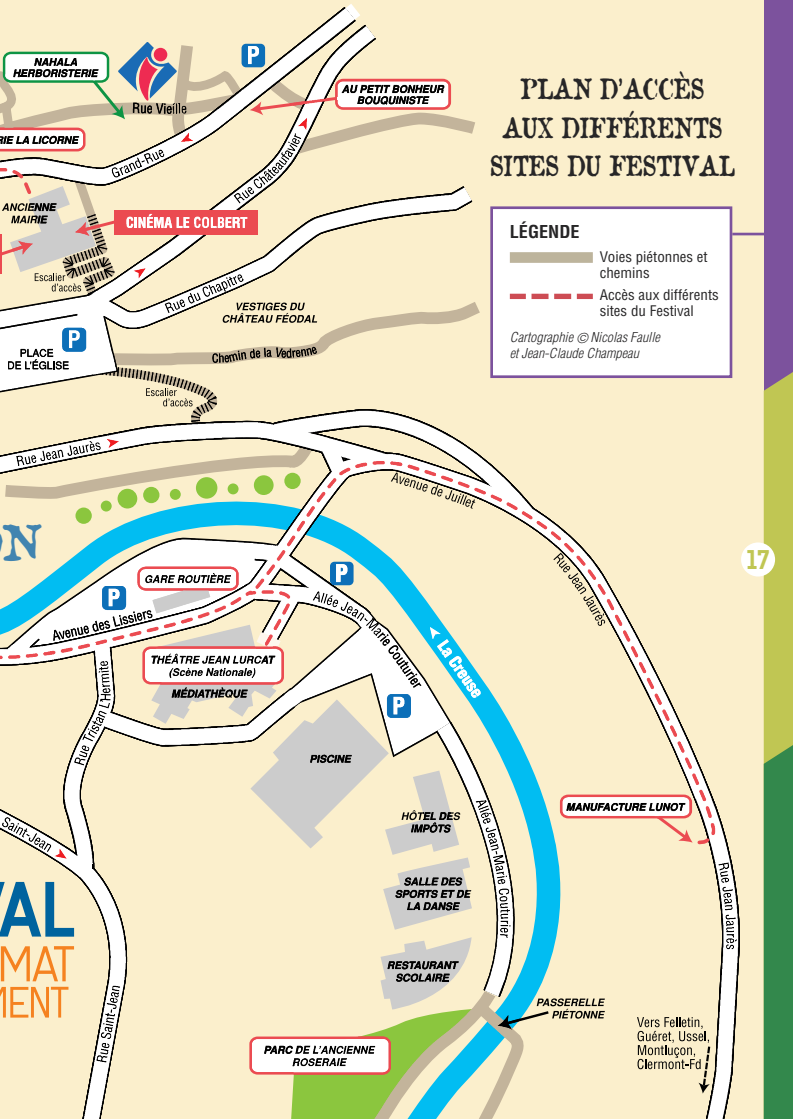 NAHALA
HERBORISTERIE
P
Rue Vieille
AU PETIT BONHEUR
BOUQUINISTE
PLAN D'ACCÈS
AUX DIFFÉRENTS
SITES DU FESTIVAL
RIE LA LICORNE
Grand-Rue
Rue Châteaufavier
ANCIENNE
MAIRIE
CINÉMA LE COLBERT
LÉGENDE
Voies piétonnes et
chemins
Accès aux différents
sites du Festival
Cartographie © Nicolas Faulle
et Jean-Claude Champeau
Escalier
d'accès
Rue du Chapitre
VESTIGES DU
CHÂTEAU FÉODAL
P
PLACE
DE L'ÉGLISE
Chemin de la Vedrenne
Escalier
d'accès
Rue Jean Jaurès
Avenue de Juillet
ON
17
GARE ROUTIÈRE
P
P
Rue Jean Jaurès
Avenue des Lissiers
Allée Jean-Marie Couturier
La Creuse
THÉÂTRE JEAN LURCAT
(Scène Nationale)
MÉDIATHÈQUE
Rue Tristan L'Hermite
P
PISCINE
MANUFACTURE LUNOT
HÔTEL DES
IMPÔTS
Allée Jean-Marie Couturier
Saint-Jean
SALLE DES
SPORTS ET DE
LA DANSE
Rue Jean Jaurès
VAL
MAT
MENT
RESTAURANT
SCOLAIRE
Rue Saint-Jean
PASSERELLE
PIÉTONNE
Vers Felletin,
Guéret, Ussel,
Montluçon,
Clermont-Fd
PARC DE L'ANCIENNE
ROSERAIE